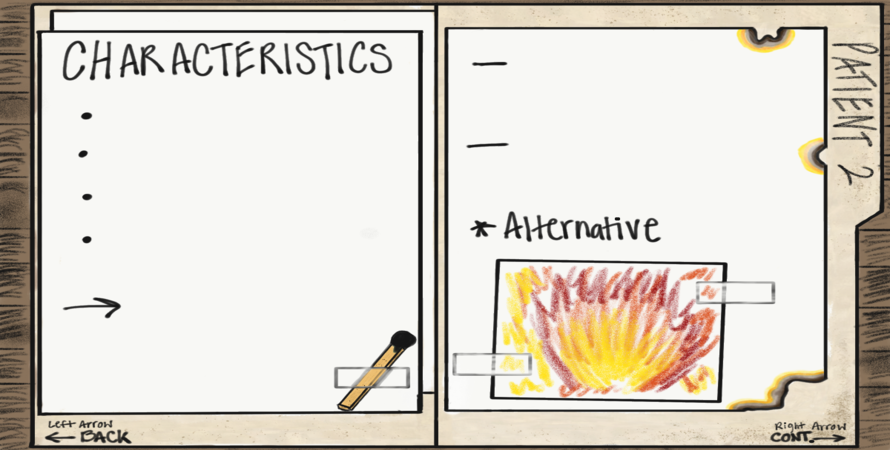 CHARACTERISTICS
* Alternative
PATIENT 2
Left Arrow
← BACK
Right Arrow
CONT. →